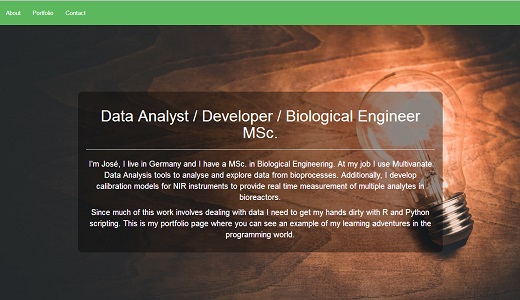 About Portfolio Contact
Data Analyst / Developer / Biological Engineer
MSc.
I'm José, I live in Germany and I have a MSc. in Biological Engineering. At my job I use Multivariate
Data Analysis tools to analyse and explore data from bioprocesses. Additionally, I develop
calibration models for NIR instruments to provide real time measurement of multiple analytes in
bioreactors.
Since much of this work involves dealing with data I need to get my hands dirty with R and Python
scripting. This is my portfolio page where you can see an example of my learning adventures in the
programming world.